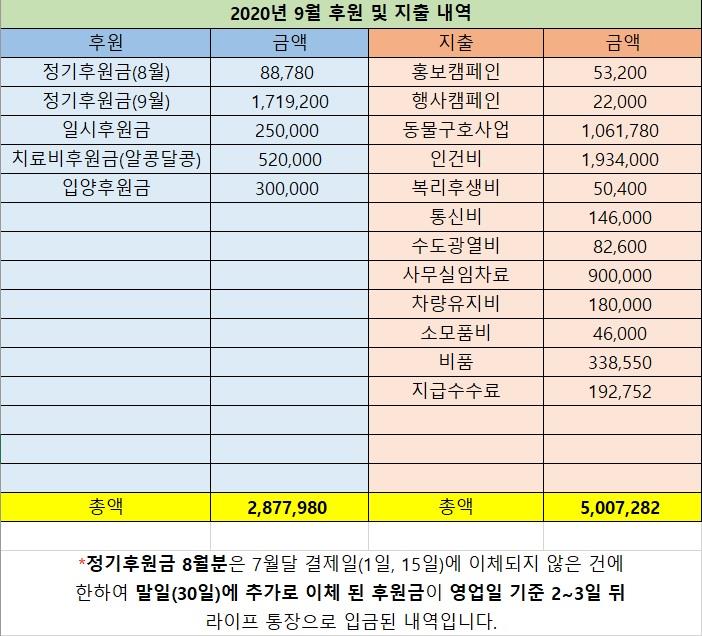 2020년 9월 후원 및 지출 내역
후원 금액 지출 금액
정기후원금(8월) 88,780 홍보캠페인 53,200
정기후원금(9월) 1,719,200 행사캠페인 22,000
일시후원금 250,000 동물구호사업 1,061,780
치료비후원금(알콩달콩) 520,000 인건비 1,934,000
입양후원금 300,000 복리후생비 50,400
통신비 146,000
수도광열비 82,600
사무실임차료 900,000
차량유지비 180,000
소모품비 46,000
비품 338,550
지급수수료 192,752
총액 2,877,980 총액 5,007,282
*정기후원금 8월분은 7월달 결제일(1일, 15일)에 이체되지 않은 건에
한하여 말일(30일)에 추가로 이체 된 후원금이 영업일 기준 2~3일 뒤
라이프 통장으로 입금된 내역입니다.